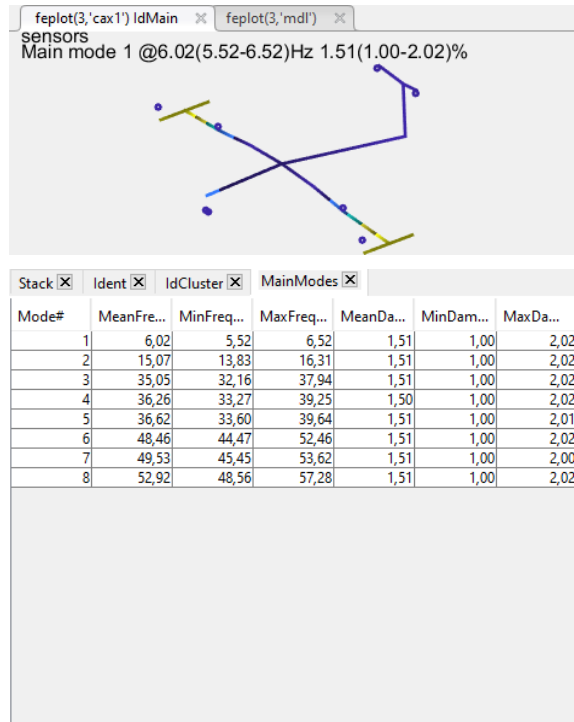 feplot(3,'cax1') IdMain feplot(3,'mdl')
sensors
Main mode 1 @6.02(5.52-6.52)Hz 1.51(1.00-2.02)%
Stack Ident IdCluster MainModes
Mode# MeanFre... MinFreq... MaxFreq... MeanDa... MinDam... MaxDa...
1 6,02 5,52 6,52 1,51 1,00 2,02
2 15,07 13,83 16,31 1,51 1,00 2,02
3 35,05 32,16 37,94 1,51 1,00 2,02
4 36,26 33,27 39,25 1,50 1,00 2,02
5 36,62 33,60 39,64 1,51 1,00 2,01
6 48,46 44,47 52,46 1,51 1,00 2,02
7 49,53 45,45 53,62 1,51 1,00 2,00
8 52,92 48,56 57,28 1,51 1,00 2,02